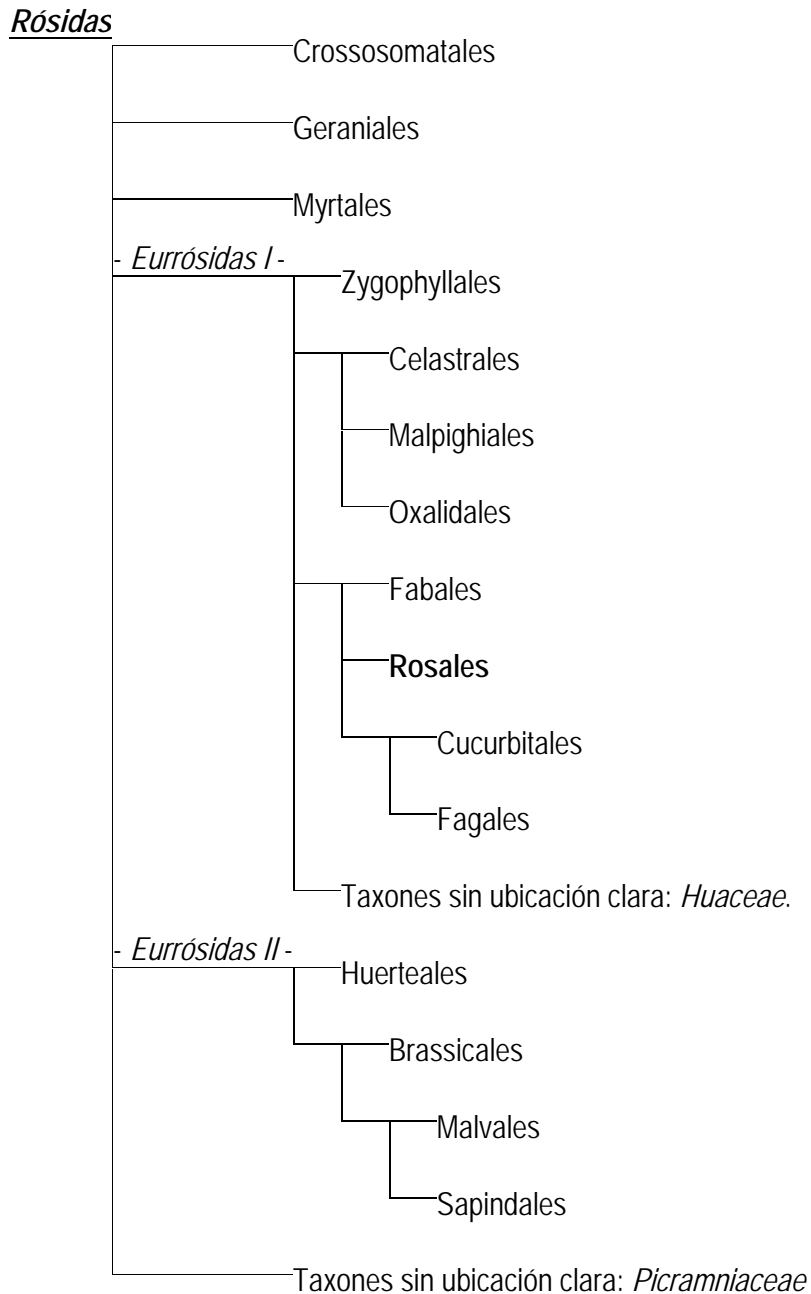 Rósidas
Crossosomatales
Geraniales
Myrtales
- Eurrósidas I -
Zygophyllales
Celastrales
Malpighiales
Oxalidales
Fabales
Rosales
Cucurbitales
Fagales
Taxones sin ubicación clara: Huaceae.
- Eurrósidas II -
Huerteales
Brassicales
Malvales
Sapindales
Taxones sin ubicación clara: Picramniaceae